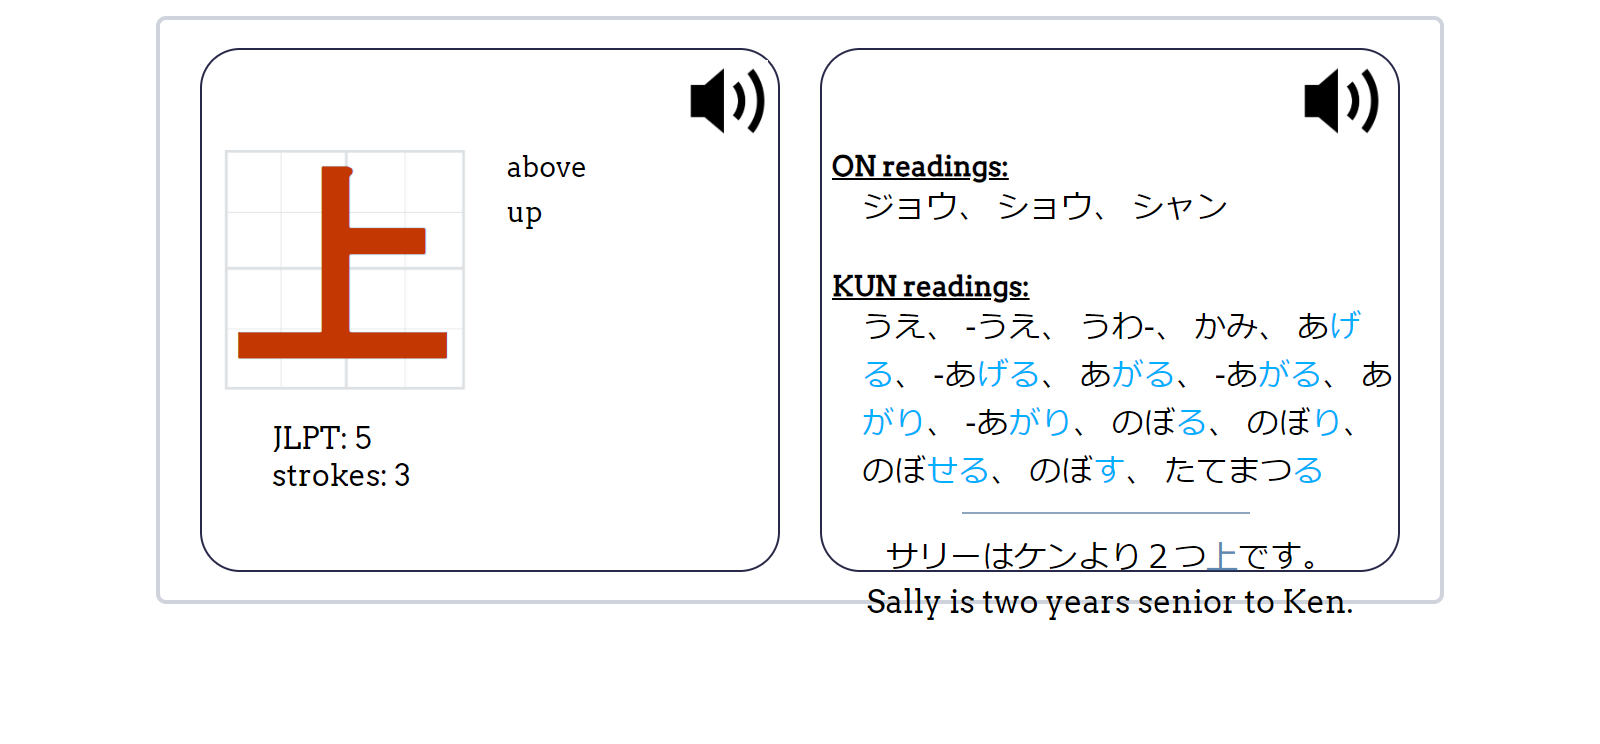 上
above
up
JLPT: 5
strokes: 3
ON readings:
ジョウ、 ショウ、 シャン
KUN readings:
うえ、 -うえ、 うわ-、 かみ、 あげ
る、 -あげる、 あがる、 -あがる、 あ
がり、 -あがり、 のぼる、 のぼり、
のぼせる、 のぼす、 たてまつる
サリーはケンより２つ上です。
Sally is two years senior to Ken.